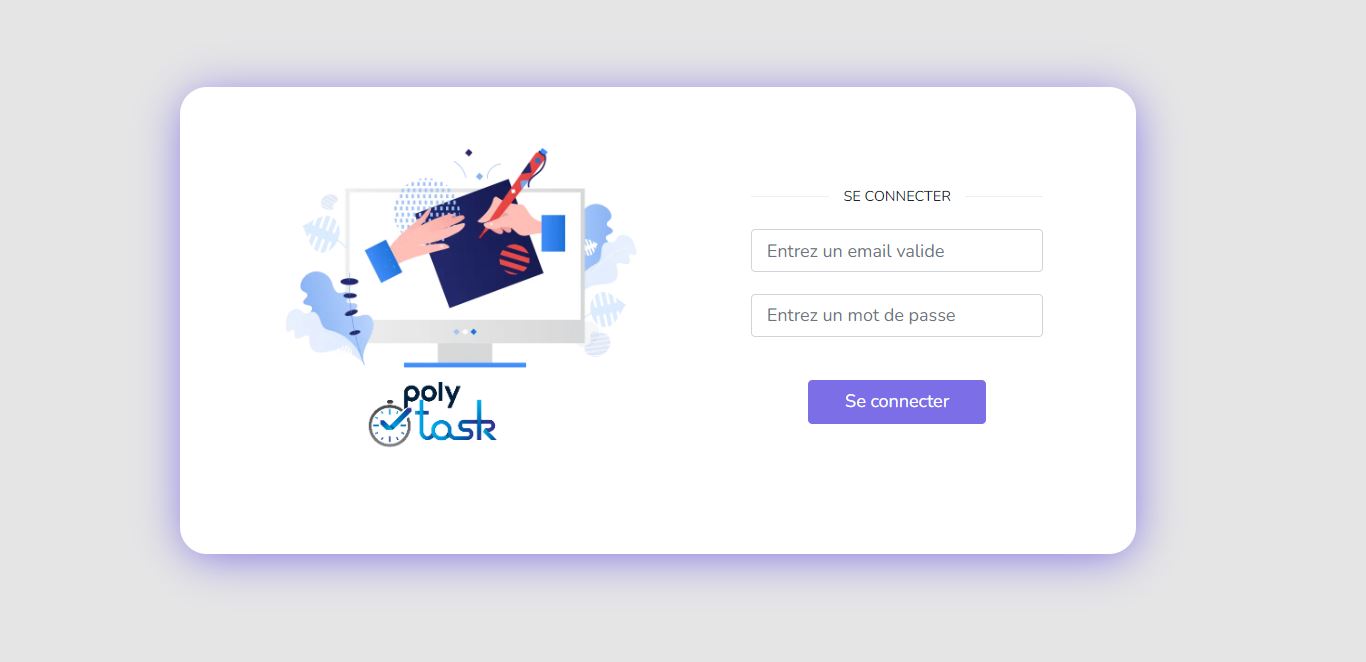 poly
task
SE CONNECTER
Entrez un email valide
Entrez un mot de passe
Se connecter